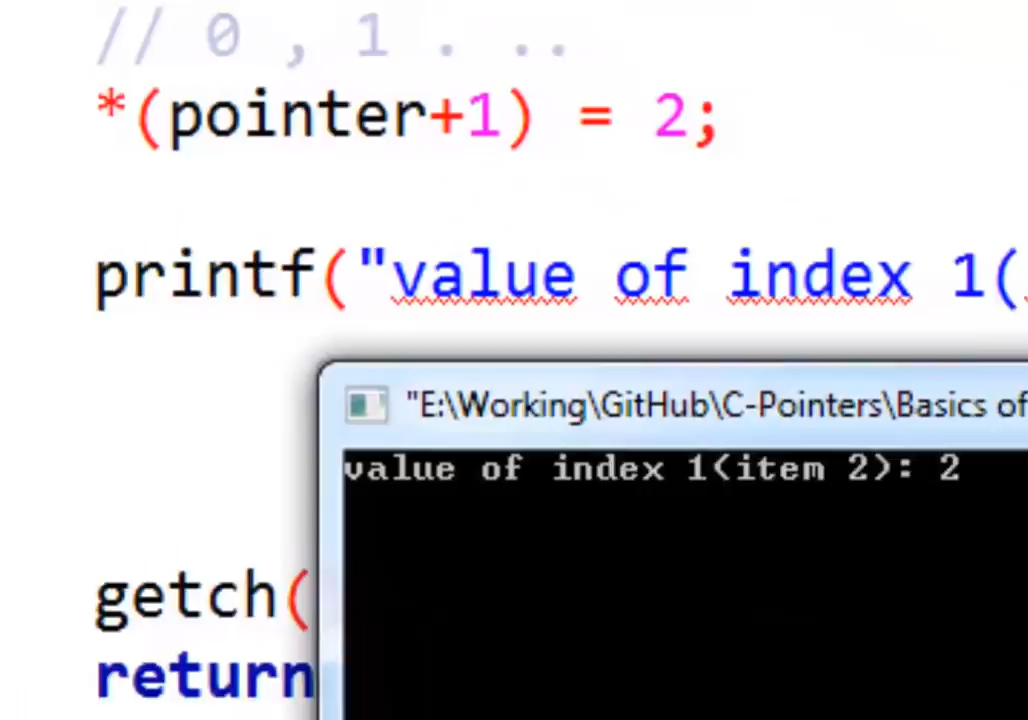 // 0 , 1 . ..
*(pointer+1) = 2;
printf("value of index 1(
"E:\Working\GitHub\C-Pointers\Basics of
value of index 1(item 2): 2
getch(
return